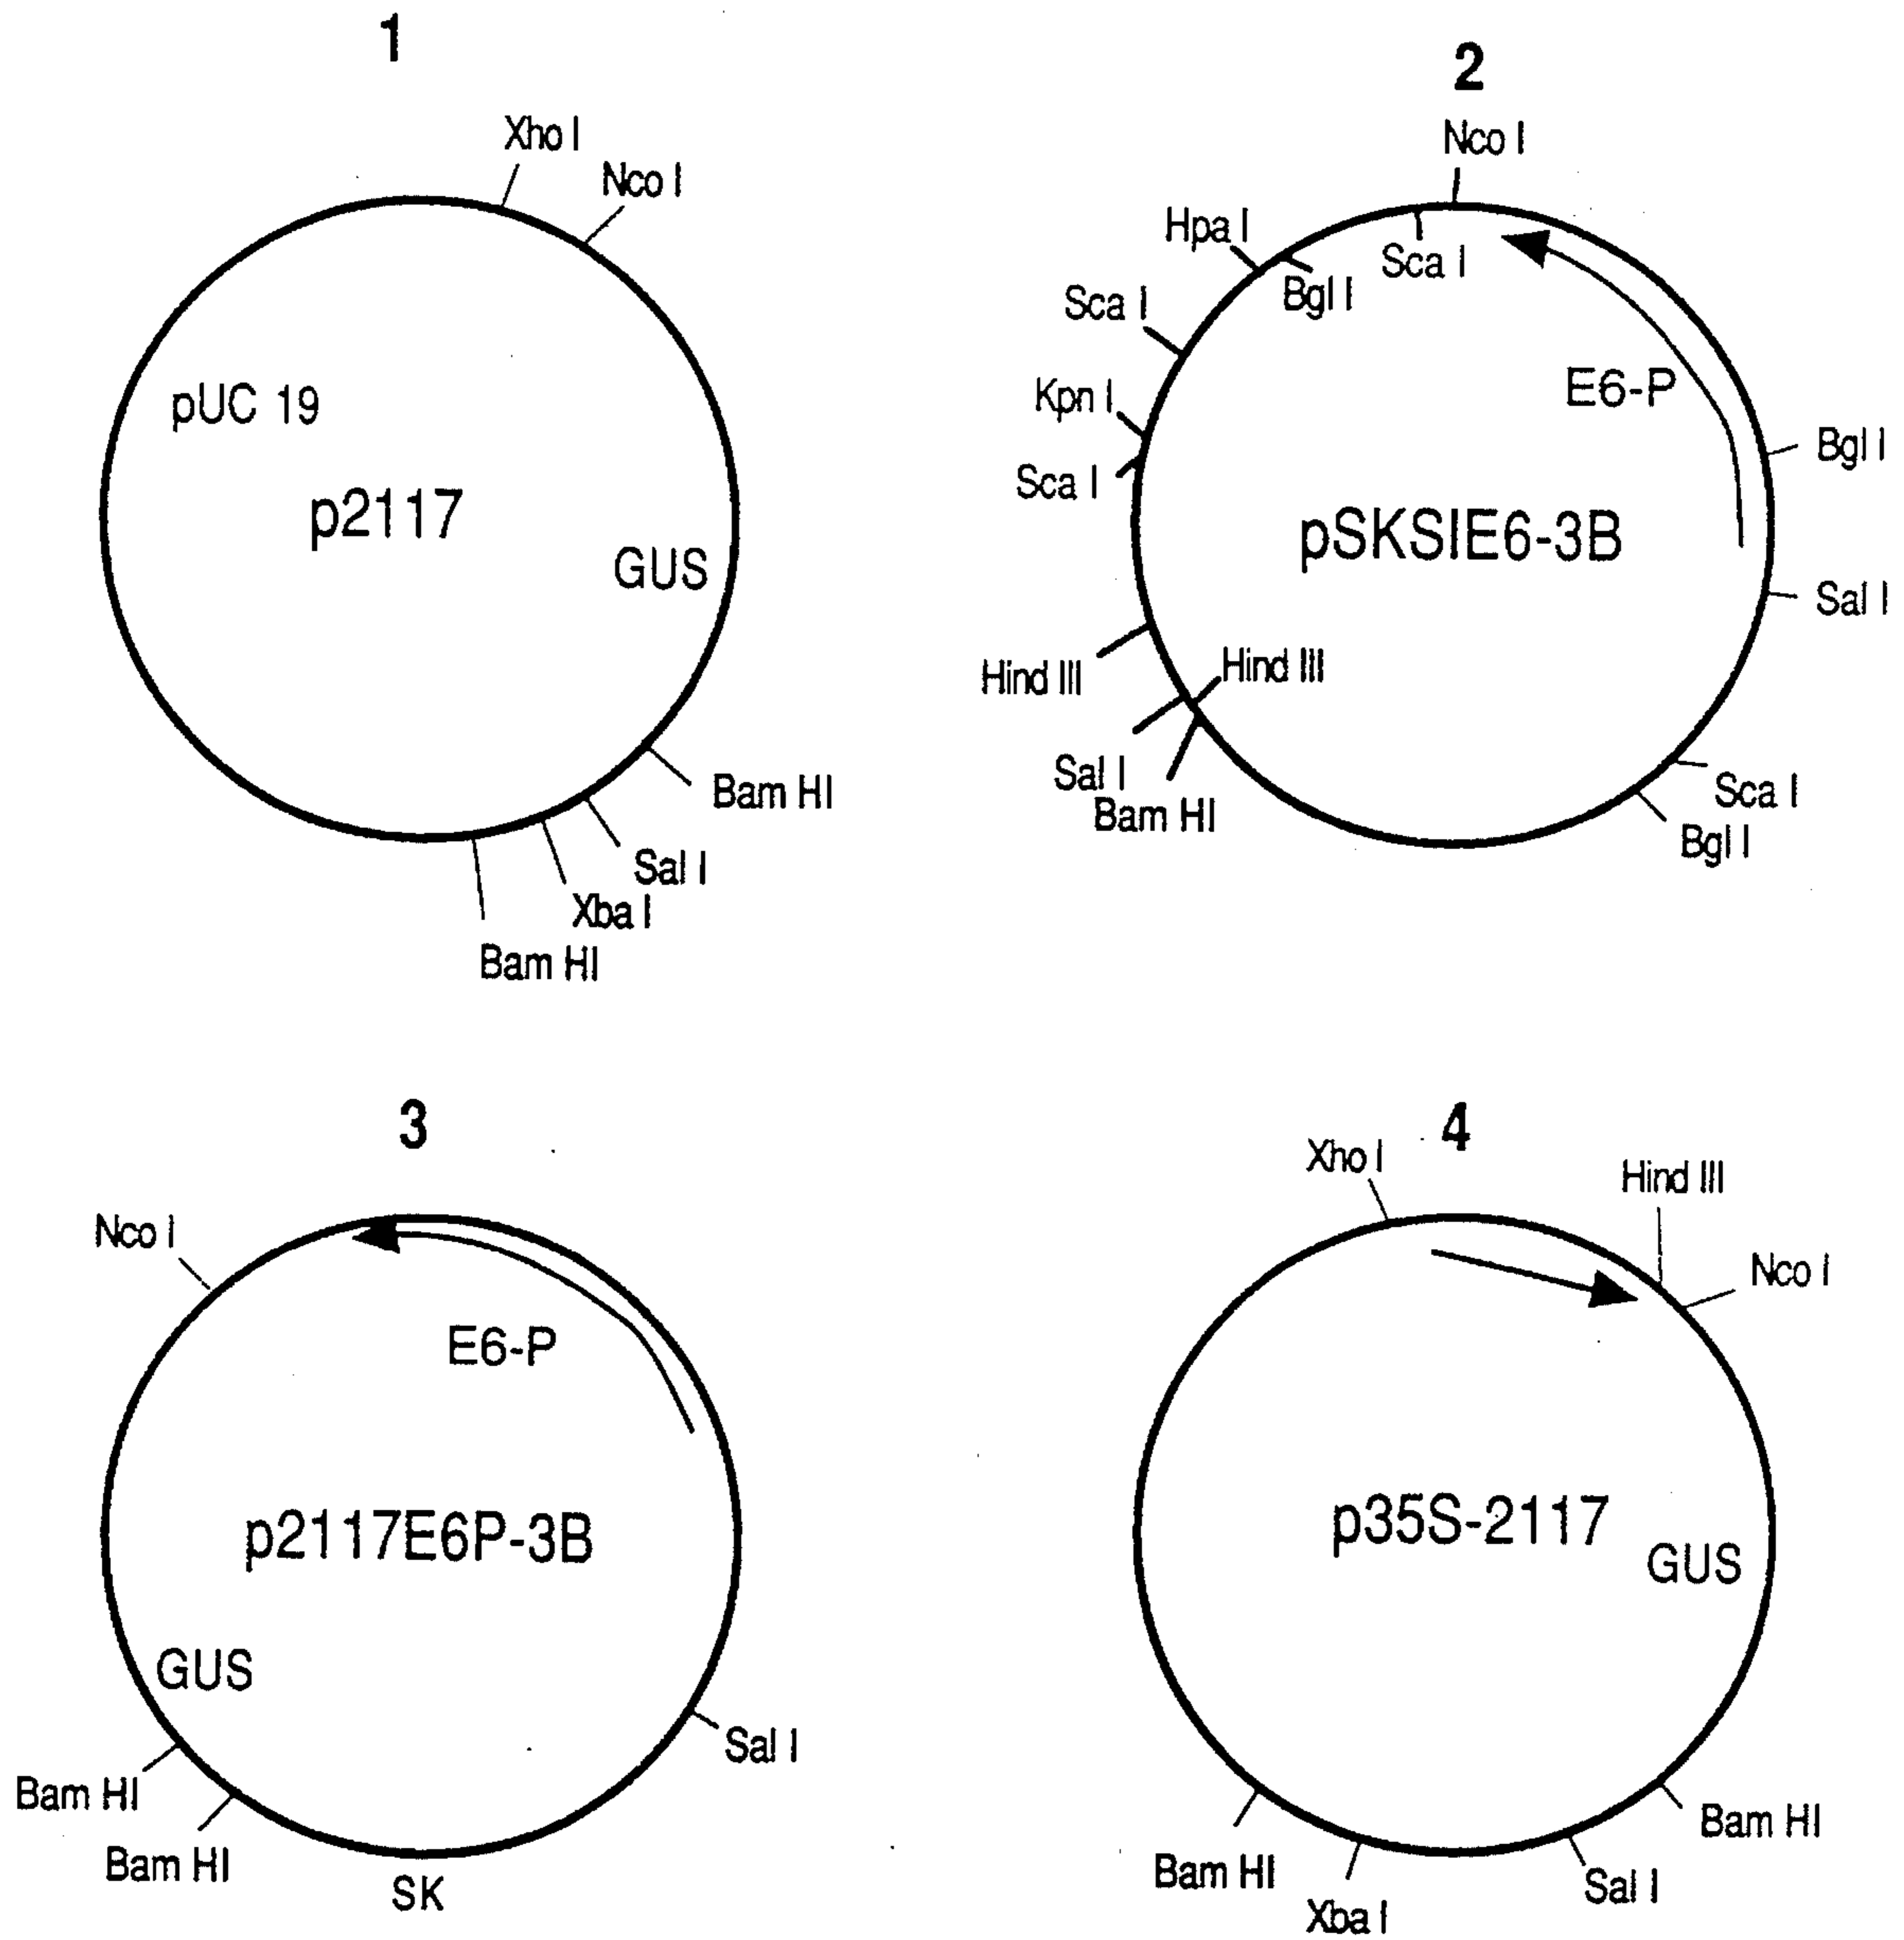 1
Xho I
Nco I
pUC 19
p2117
GUS
Bam HI
Sal I
Xba I
Bam HI
2
Nco I
Hpa I
Sca I
Bgl I
Sca I
Kpn I
E6-P
Bgl I
Sca I
pSKSIE6-3B
Sal I
Hind III
Hind III
Sal I
Bam HI
Sca I
Bgl I
3
Nco I
E6-P
p2117E6P-3B
GUS
Sal I
Bam HI
Bam HI
SK
4
Xho I
Hind III
Nco I
p35S-2117
GUS
Bam HI
Bam HI
Sal I
Xba I